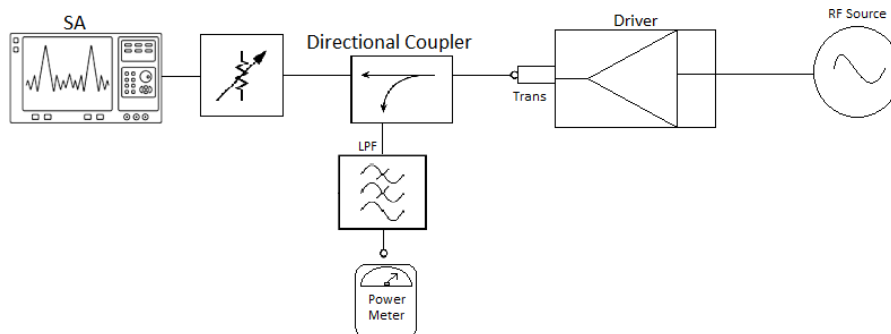 SA
Directional Coupler
Driver
RF Source
Trans
LPF
Power
Meter